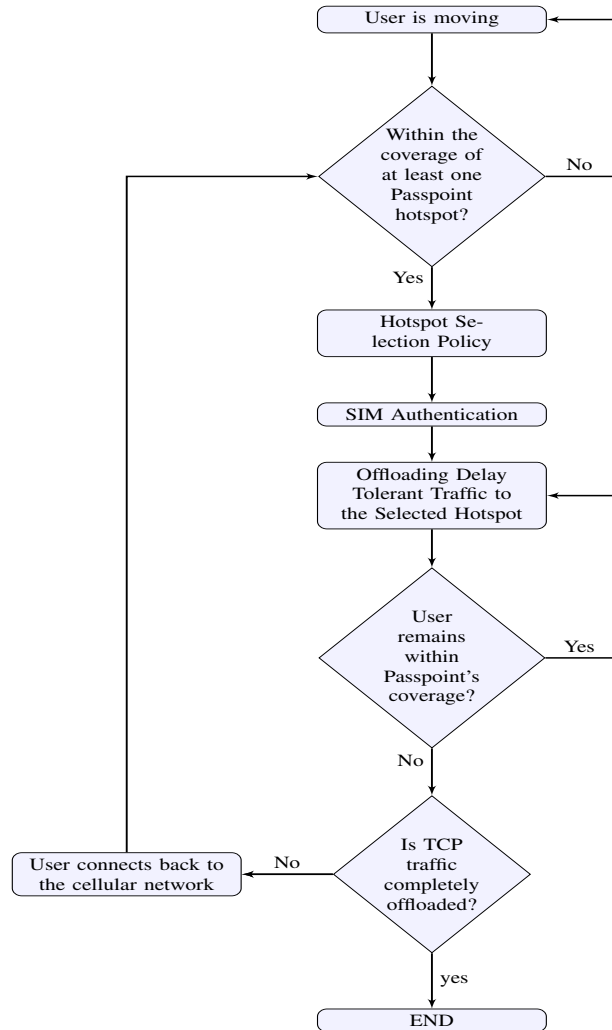 User is moving
Within the
coverage of
at least one
Passpoint
hotspot?
No
Yes
Hotspot Se-
lection Policy
SIM Authentication
Offloading Delay
Tolerant Traffic to
the Selected Hotspot
User
remains
within
Passpoint's
coverage?
Yes
No
Is TCP
traffic
completely
offloaded?
No
User connects back to
the cellular network
yes
END